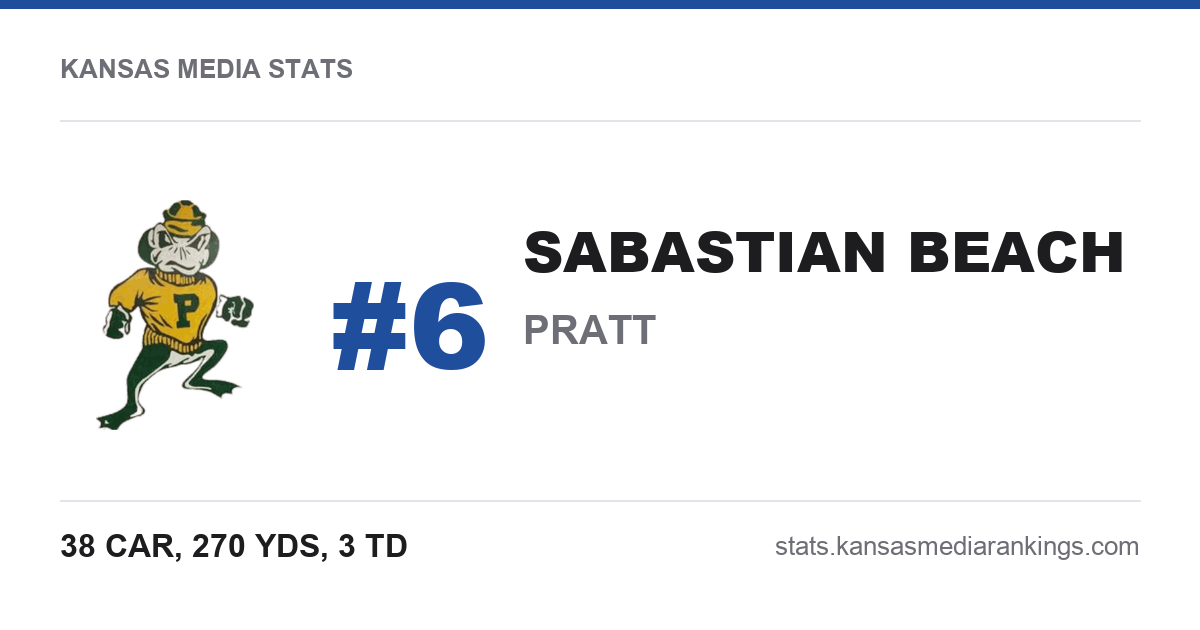 KANSAS MEDIA STATS
P
#6
SABASTIAN BEACH
PRATT
38 CAR, 270 YDS, 3 TD
stats.kansasmediarankings.com